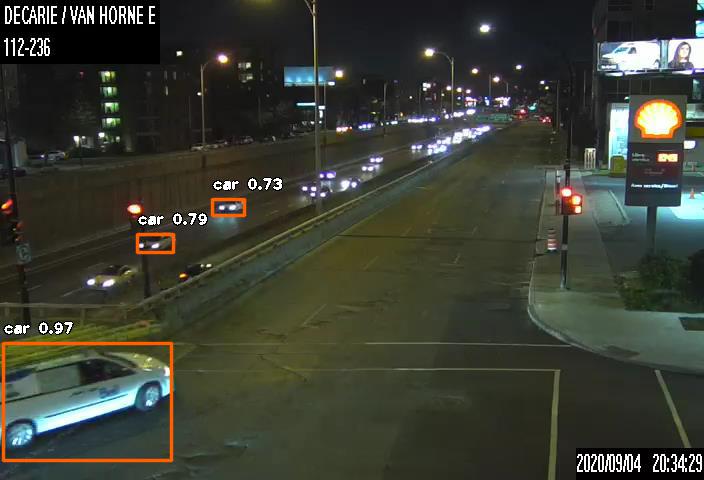 DECARIE / VAN HORNE E
112-236
car 0.73
car 0.79
car 0.97
2020/09/04 20:34:29